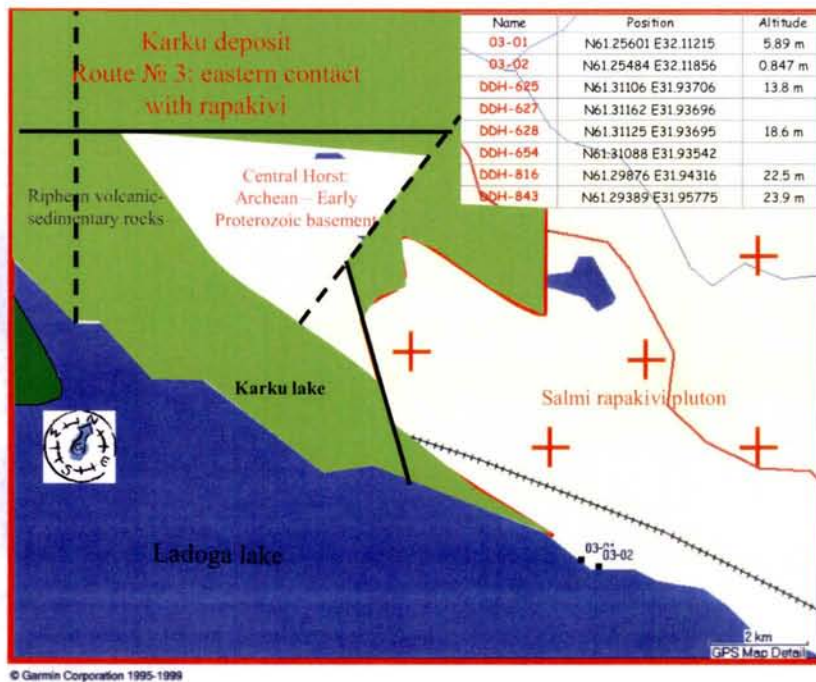 Karku deposit
Route № 3: eastern contact
with rapakivi
Name Position Altitude
03-01 N61.25601 E32.11215 5.89 m
03-02 N61.25484 E32.11856 0.847 m
DDH-625 N61.31106 E31.93706 13.8 m
DDH-627 N61.31162 E31.93696
DDH-628 N61.31125 E31.93695 18.6 m
DDH-654 N61.31088 E31.93542
DDH-816 N61.29876 E31.94316 22.5 m
DDH-843 N61.29389 E31.95775 23.9 m
Riphean volcanic-
sedimentary rocks
Central Horst:
Archean – Early
Proterozoic basement
Karku lake
Salmi rapakivi pluton
N
E
S
W
Ladoga lake
03-01
03-02
2 km
GPS Map Detail
© Garmin Corporation 1995-1999